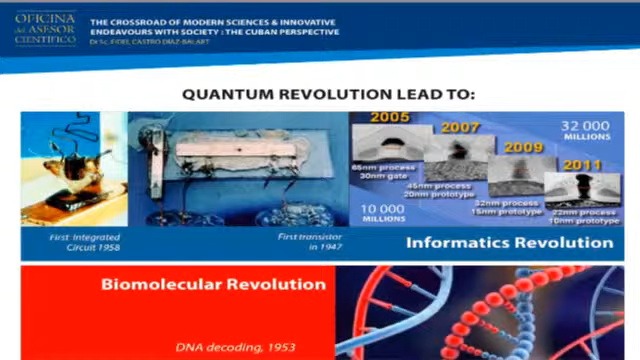 OFICINA
del ASESOR
CIENTÍFICO
THE CROSSROAD OF MODERN SCIENCES & INNOVATIVE
ENDEAVOURS WITH SOCIETY : THE CUBAN PERSPECTIVE
Dr Sc. FIDEL CASTRO DÍAZ-BALART
QUANTUM REVOLUTION LEAD TO:
2005
2007
2009
2011
32 000
MILLIONS
65nm process
30nm gate
45nm process
20nm prototype
32nm process
15nm prototype
22nm process
10nm prototype
10 000
MILLIONS
First Integrated
Circuit 1958
First transistor
in 1947
Informatics Revolution
Biomolecular Revolution
DNA decoding, 1953